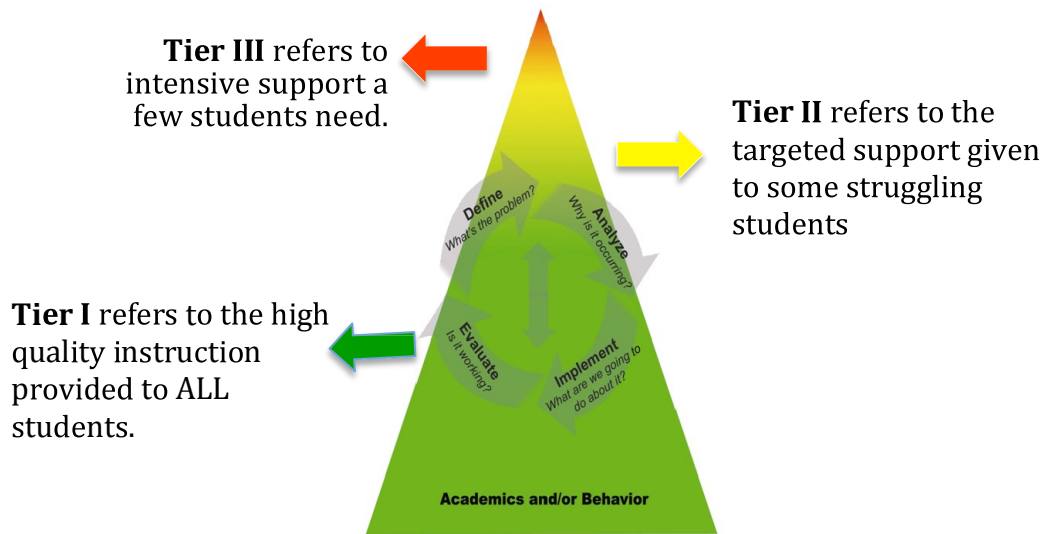 Tier III refers to
intensive support a
few students need.
Tier II refers to the
targeted support given
to some struggling
students
Define
What's the problem?
Analyze
Why is it occurring?
Tier I refers to the high
quality instruction
provided to ALL
students.
Evaluate
Is it working?
Implement
What are we going to
do about it?
Academics and/or Behavior